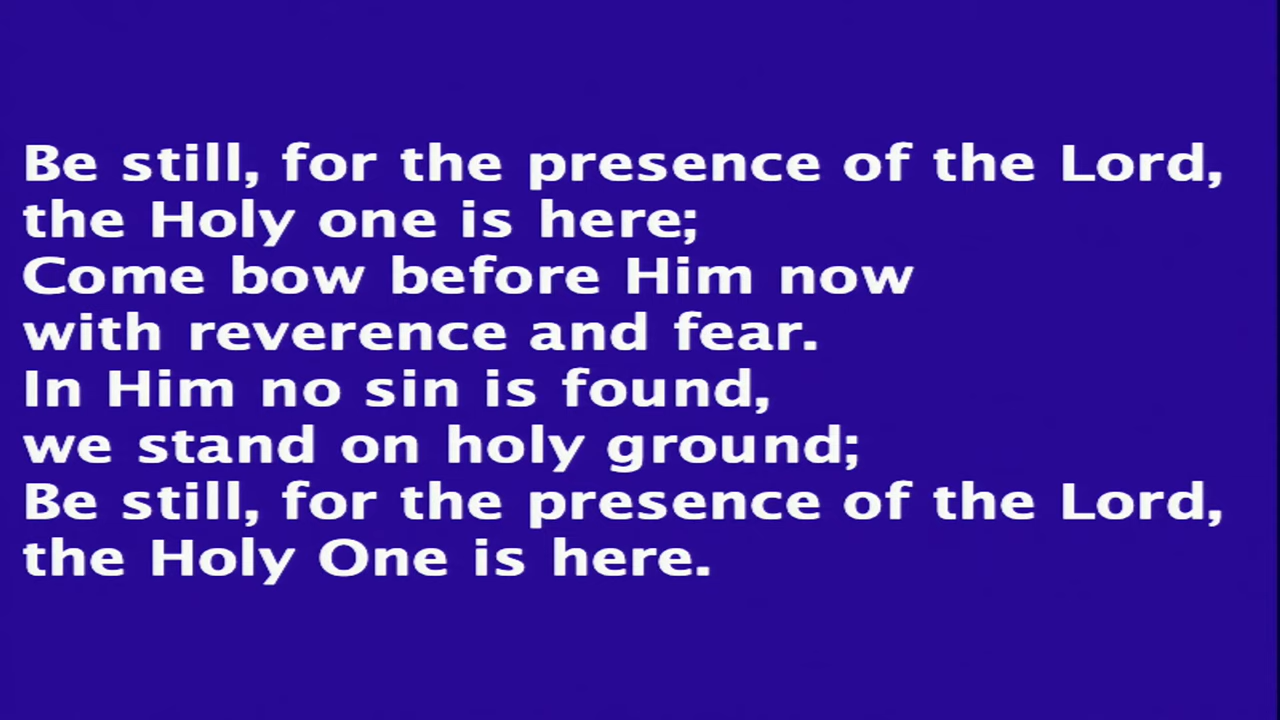 Be still, for the presence of the Lord,
the Holy one is here;
Come bow before Him now
with reverence and fear.
In Him no sin is found,
we stand on holy ground;
Be still, for the presence of the Lord,
the Holy One is here.